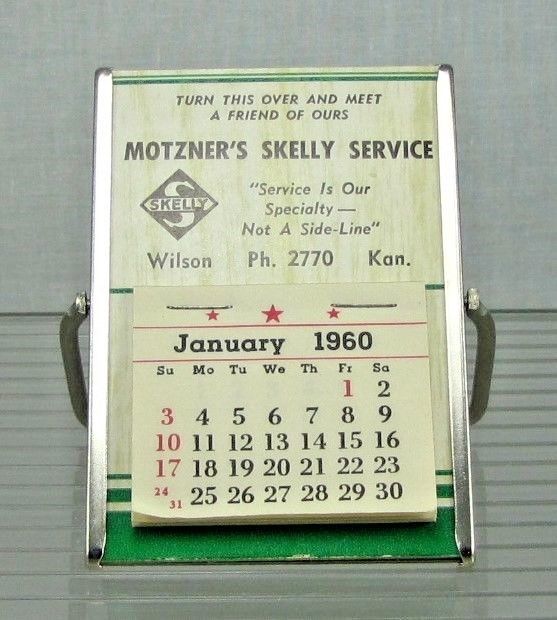 TURN THIS OVER AND MEET
A FRIEND OF OURS
MOTZNER'S SKELLY SERVICE
S
SKELLY
"Service Is Our
Specialty—
Not A Side-Line"
Wilson Ph. 2770 Kan.
January 1960
Su Mo Tu We Th Fr Sa
1 2
3 4 5 6 7 8 9
10 11 12 13 14 15 16
17 18 19 20 21 22 23
24 31 25 26 27 28 29 30